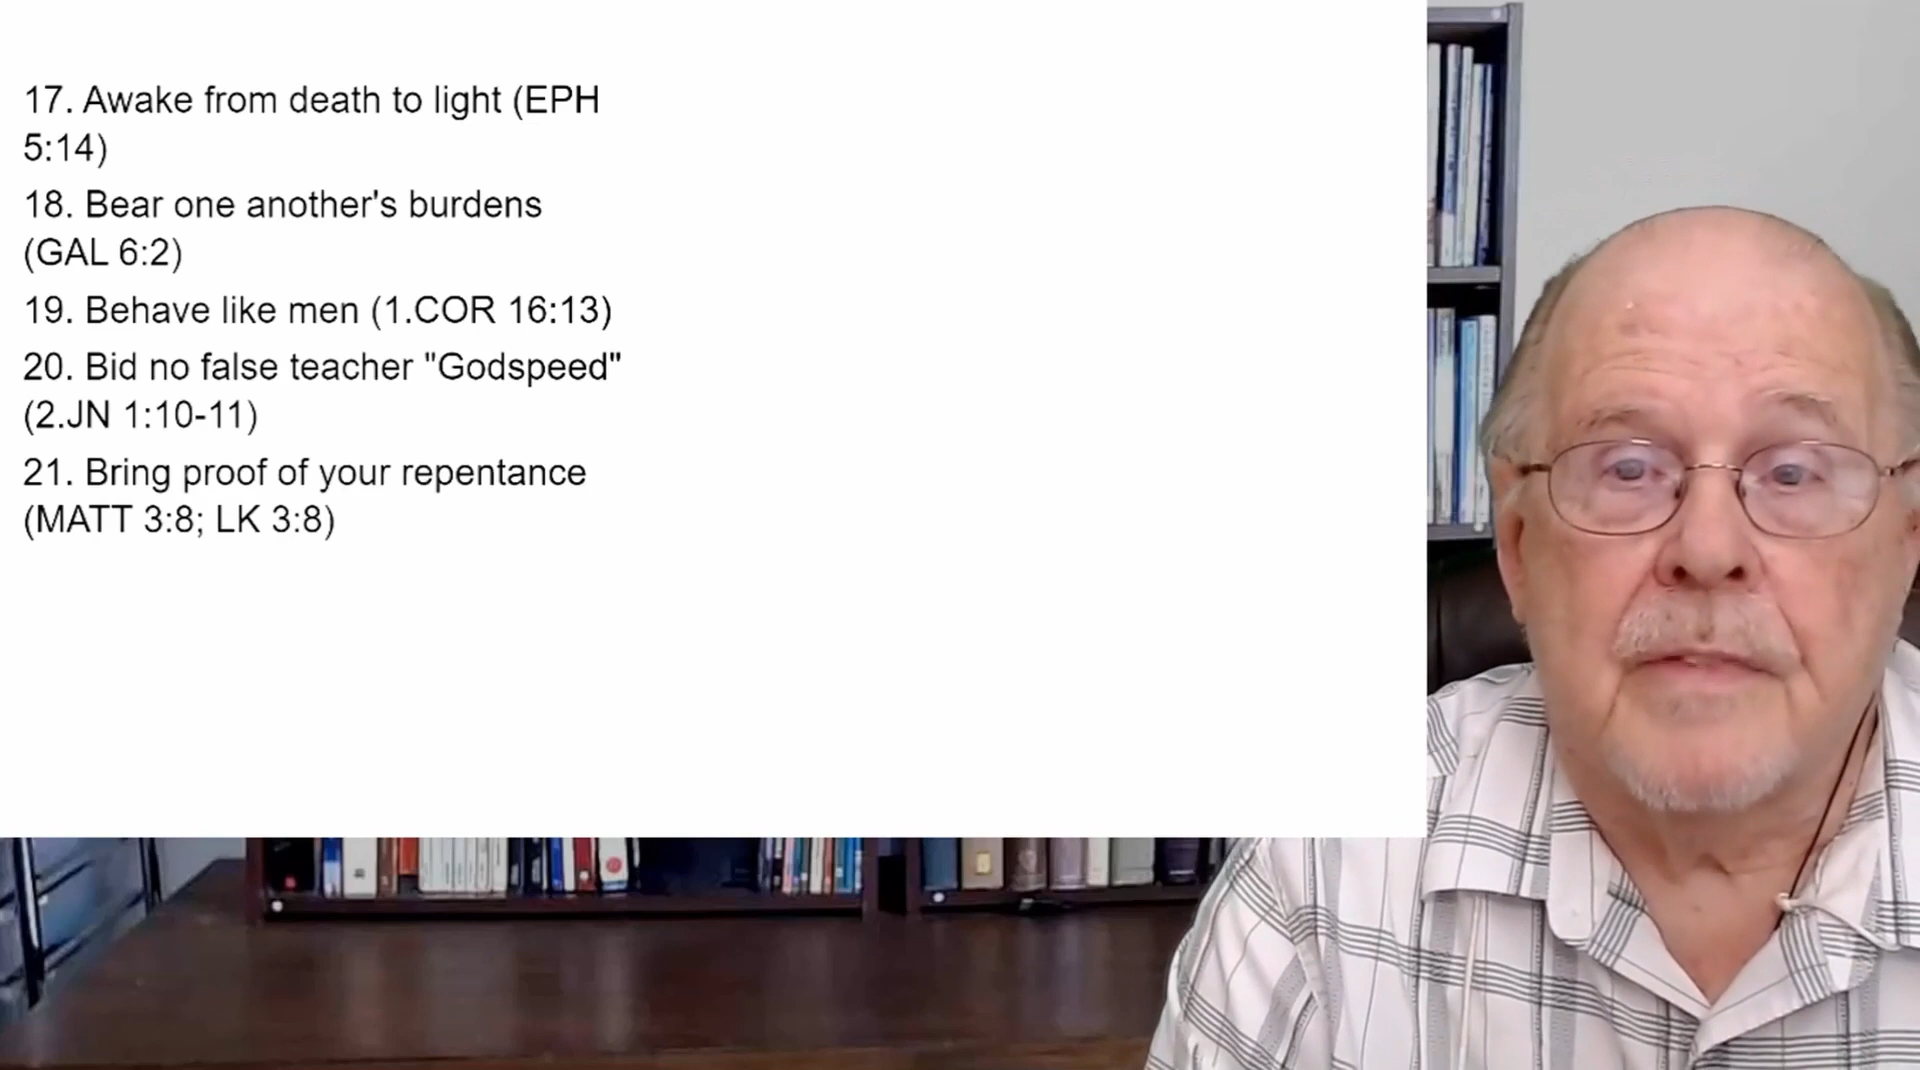 17. Awake from death to light (EPH
5:14)
18. Bear one another's burdens
(GAL 6:2)
19. Behave like men (1.COR 16:13)
20. Bid no false teacher "Godspeed"
(2.JN 1:10-11)
21. Bring proof of your repentance
(MATT 3:8; LK 3:8)